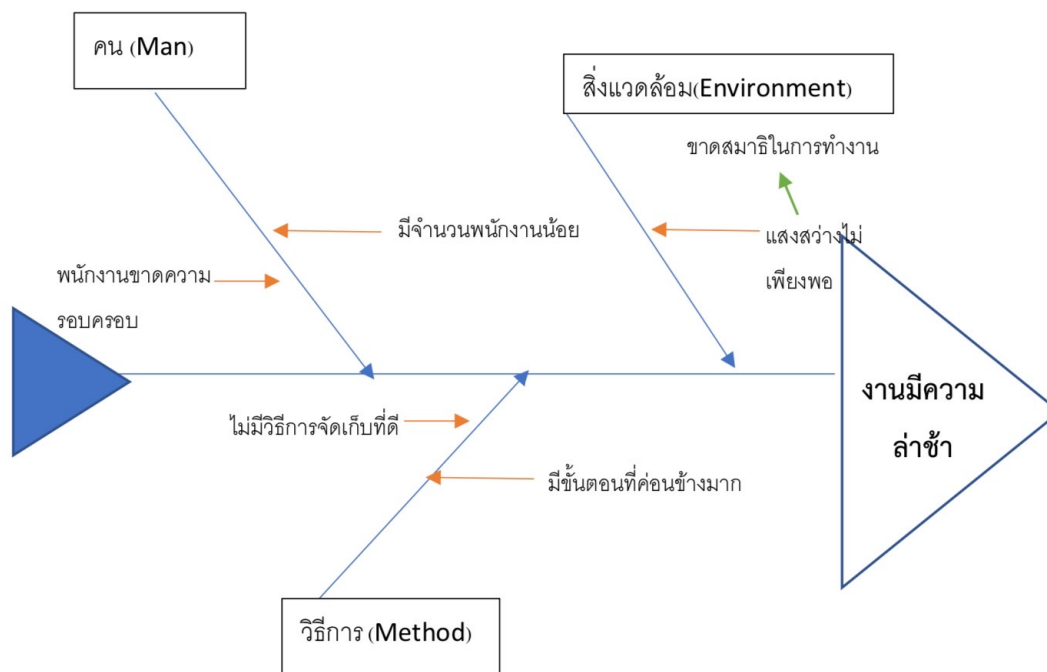 คน (Man)
สิ่งแวดล้อม(Environment)
ขาดสมาธิในการทำงาน
มีจำนวนพนักงานน้อย
แสงสว่างไม่
เพียงพอ
พนักงานขาดความ
รอบครอบ
งานมีความ
ล่าช้า
ไม่มีวิธีการจัดเก็บที่ดี
มีขั้นตอนที่ค่อนข้างมาก
วิธีการ (Method)